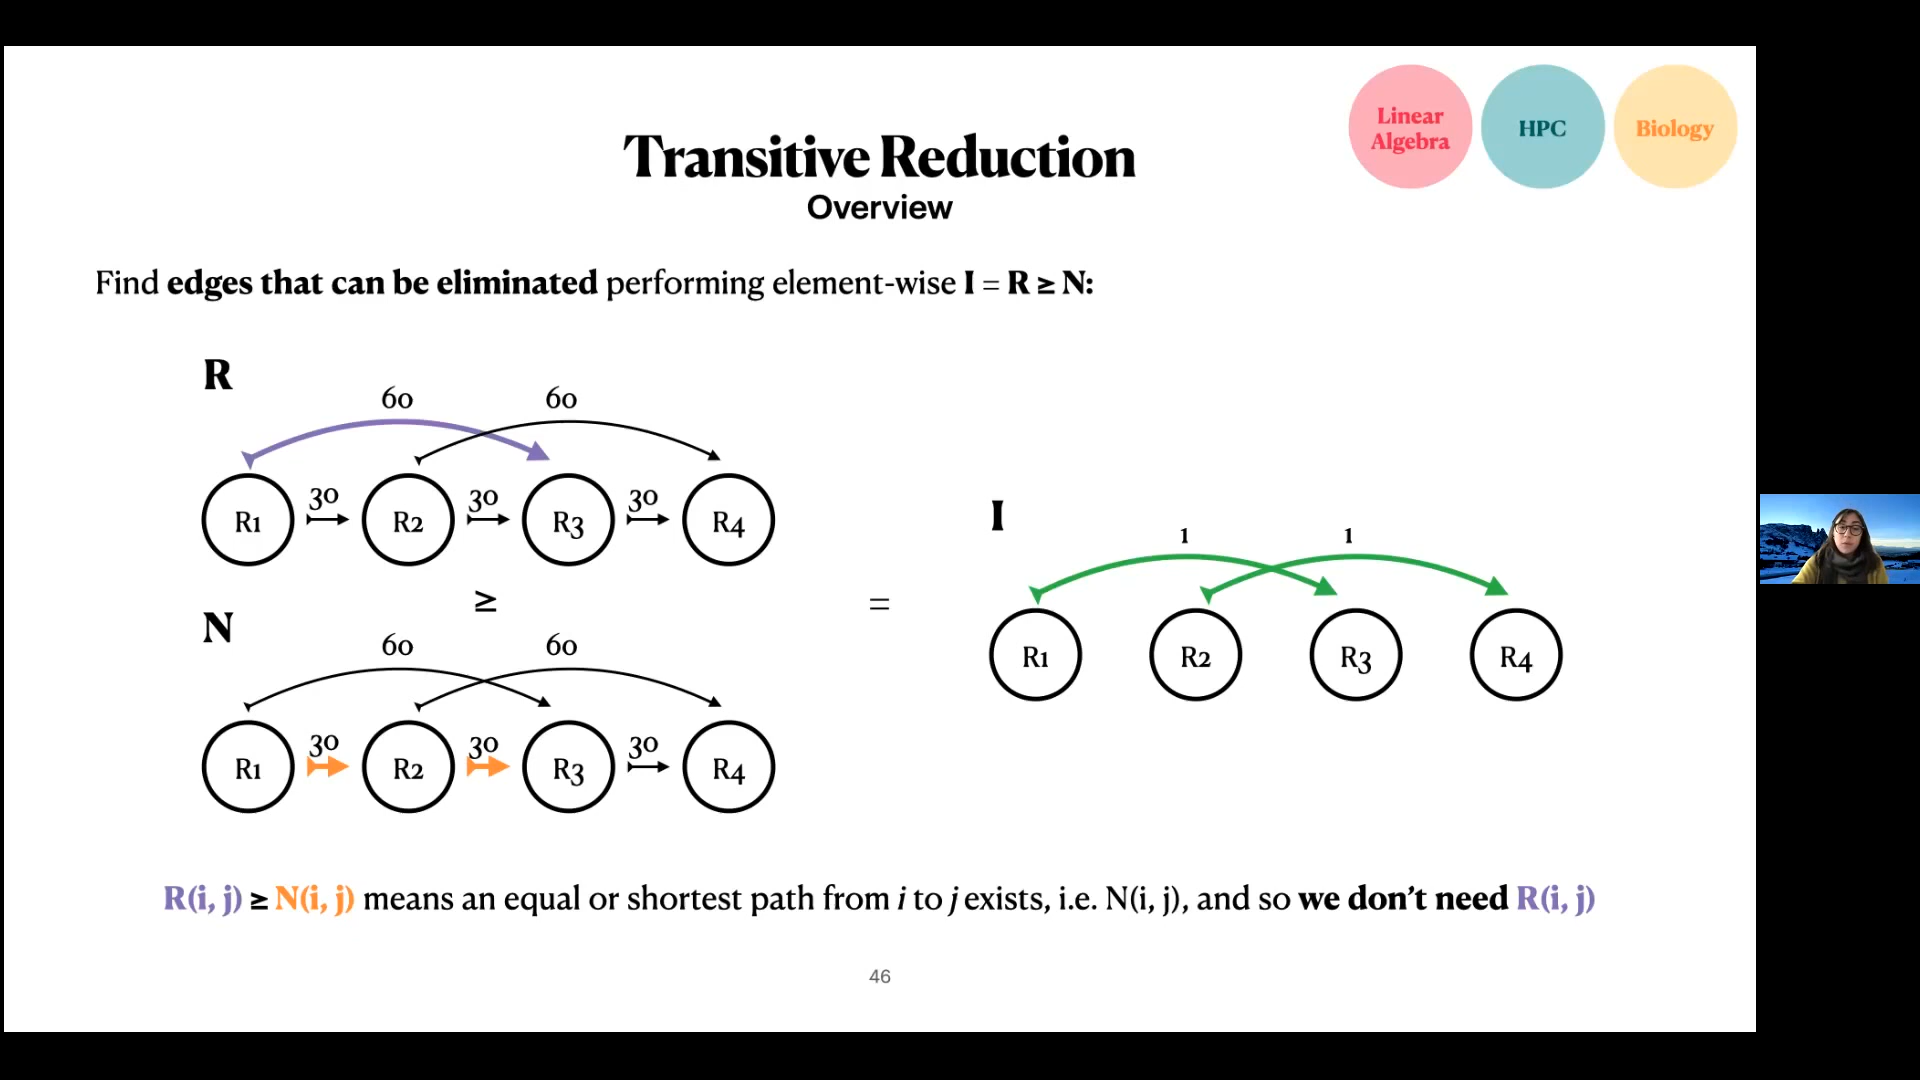 Linear
Algebra
HPC
Biology
Transitive Reduction
Overview
Find edges that can be eliminated performing element-wise I = R ≥ N:
R
60 60
30 30 30
R1 R2 R3 R4
≥
N
60 60
30 30 30
R1 R2 R3 R4
=
I
1 1
R1 R2 R3 R4
R(i, j) ≥ N(i, j) means an equal or shortest path from i to j exists, i.e. N(i, j), and so we don't need R(i, j)
46